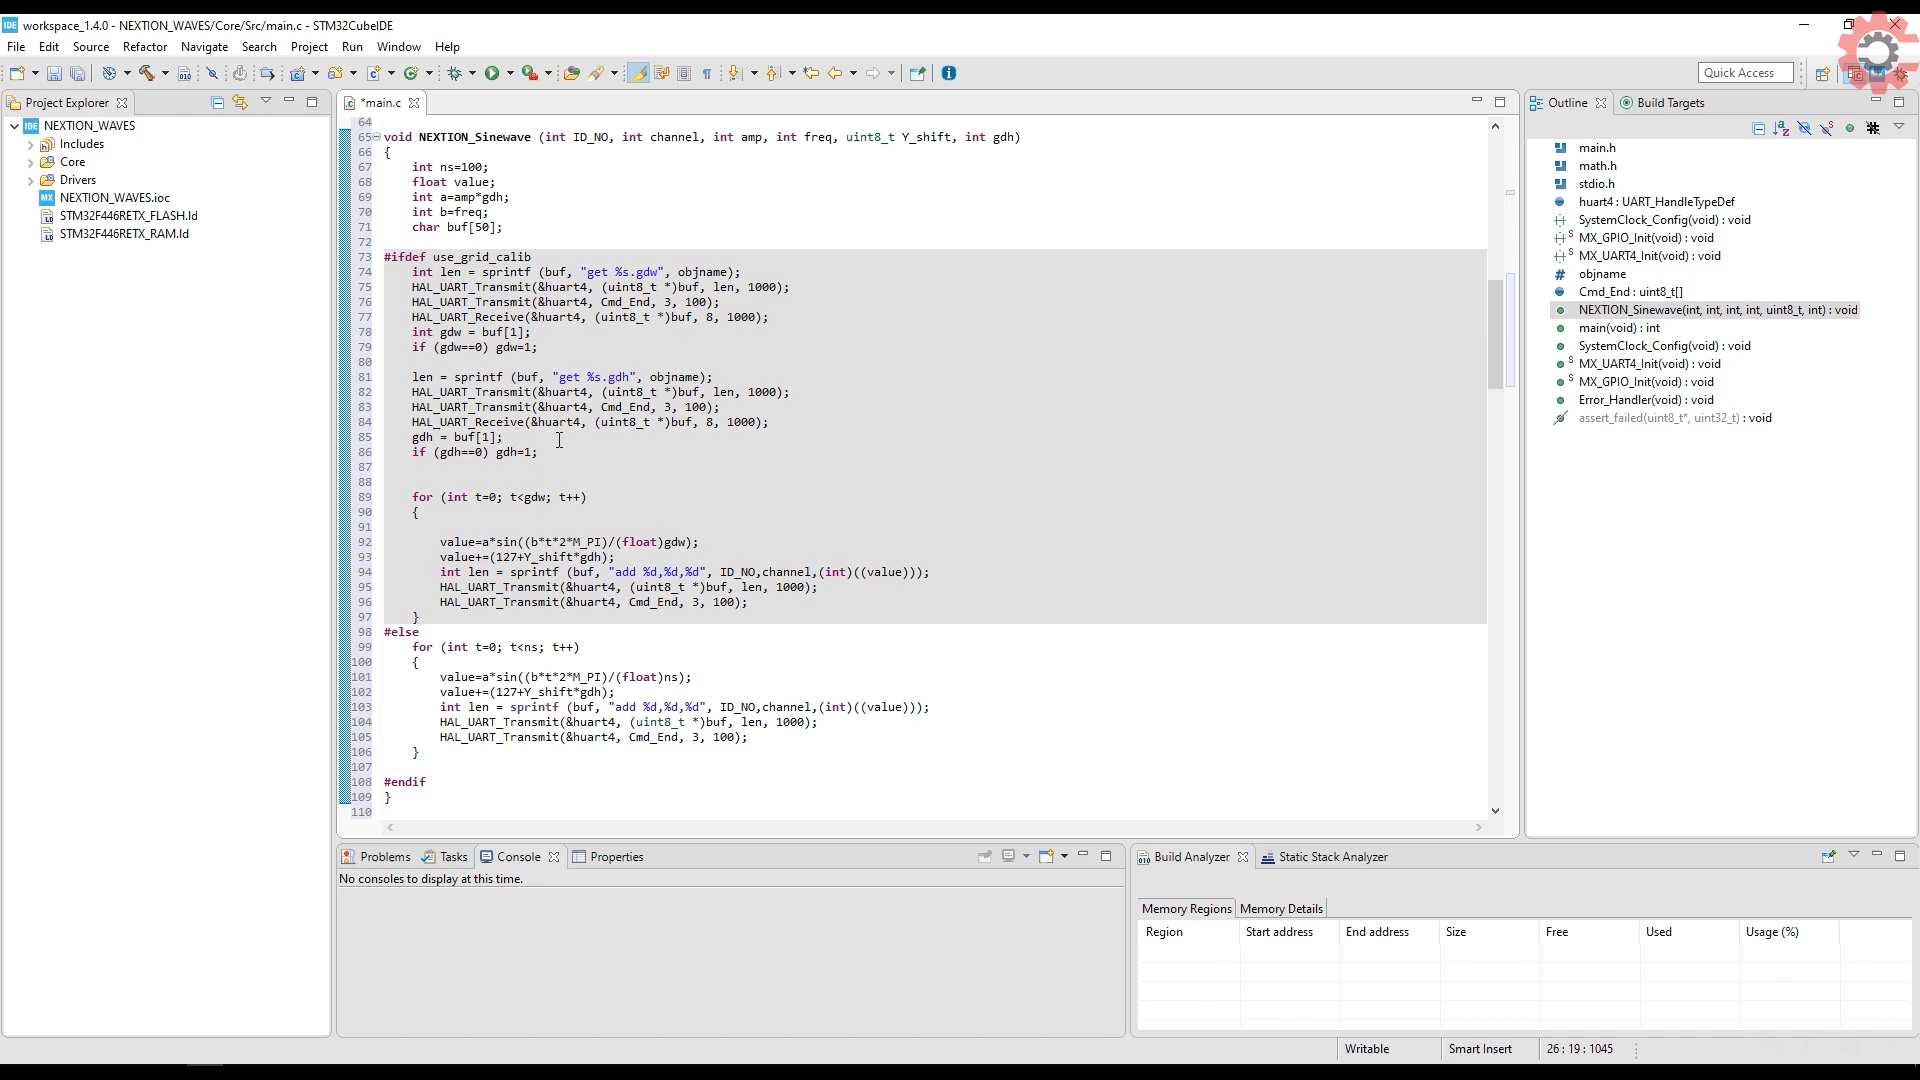 workspace_1.4.0 - NEXTION_WAVES/Core/Src/main.c - STM32CubeIDE
File Edit Source Refactor Navigate Search Project Run Window Help
Quick Access
Project Explorer
NEXTION_WAVES
Includes
Core
Drivers
NEXTION_WAVES.ioc
STM32F446RETX_FLASH.ld
STM32F446RETX_RAM.ld
*main.c
64
65 void NEXTION_Sinewave (int ID_NO, int channel, int amp, int freq, uint8_t Y_shift, int gdh)
66 {
67 int ns=100;
68 float value;
69 int a=amp*gdh;
70 int b=freq;
71 char buf[50];
72
73 #ifdef use_grid_calib
74 int len = sprintf (buf, "get %s.gdw", objname);
75 HAL_UART_Transmit(&huart4, (uint8_t *)buf, len, 1000);
76 HAL_UART_Transmit(&huart4, Cmd_End, 3, 100);
77 HAL_UART_Receive(&huart4, (uint8_t *)buf, 8, 1000);
78 int gdw = buf[1];
79 if (gdw==0) gdw=1;
80
81 len = sprintf (buf, "get %s.gdh", objname);
82 HAL_UART_Transmit(&huart4, (uint8_t *)buf, len, 1000);
83 HAL_UART_Transmit(&huart4, Cmd_End, 3, 100);
84 HAL_UART_Receive(&huart4, (uint8_t *)buf, 8, 1000);
85 gdh = buf[1];
86 if (gdh==0) gdh=1;
87
88
89 for (int t=0; t<gdw; t++)
90 {
91
92 value=a*sin((b*t*2*M_PI)/(float)gdw);
93 value+=(127+Y_shift*gdh);
94 int len = sprintf (buf, "add %d,%d,%d", ID_NO,channel,(int)((value)));
95 HAL_UART_Transmit(&huart4, (uint8_t *)buf, len, 1000);
96 HAL_UART_Transmit(&huart4, Cmd_End, 3, 100);
97 }
98 #else
99 for (int t=0; t<ns; t++)
100 {
101 value=a*sin((b*t*2*M_PI)/(float)ns);
102 value+=(127+Y_shift*gdh);
103 int len = sprintf (buf, "add %d,%d,%d", ID_NO,channel,(int)((value)));
104 HAL_UART_Transmit(&huart4, (uint8_t *)buf, len, 1000);
105 HAL_UART_Transmit(&huart4, Cmd_End, 3, 100);
106 }
107
108 #endif
109 }
110
Outline Build Targets
main.h
math.h
stdio.h
huart4 : UART_HandleTypeDef
SystemClock_Config(void) : void
MX_GPIO_Init(void) : void
MX_UART4_Init(void) : void
objname
Cmd_End : uint8_t[]
NEXTION_Sinewave(int, int, int, int, uint8_t, int) : void
main(void) : int
SystemClock_Config(void) : void
MX_UART4_Init(void) : void
MX_GPIO_Init(void) : void
Error_Handler(void) : void
assert_failed(uint8_t*, uint32_t) : void
Problems Tasks Console Properties
No consoles to display at this time.
Build Analyzer Static Stack Analyzer
Memory Regions Memory Details
Region Start address End address Size Free Used Usage (%)
Writable Smart Insert 26 : 19 : 1045